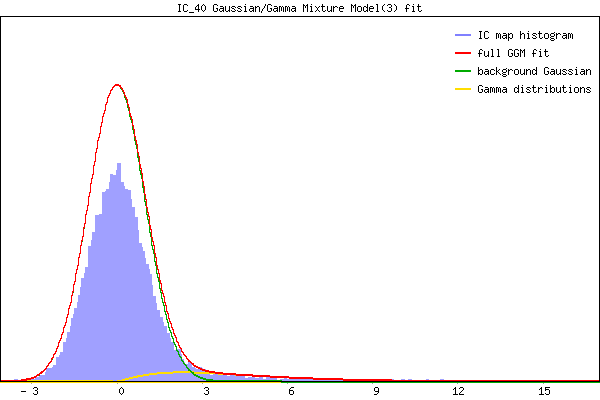 IC_40 Gaussian/Gamma Mixture Model(3) fit
IC map histogram
full GGM fit
background Gaussian
Gamma distributions
-3 0 3 6 9 12 15